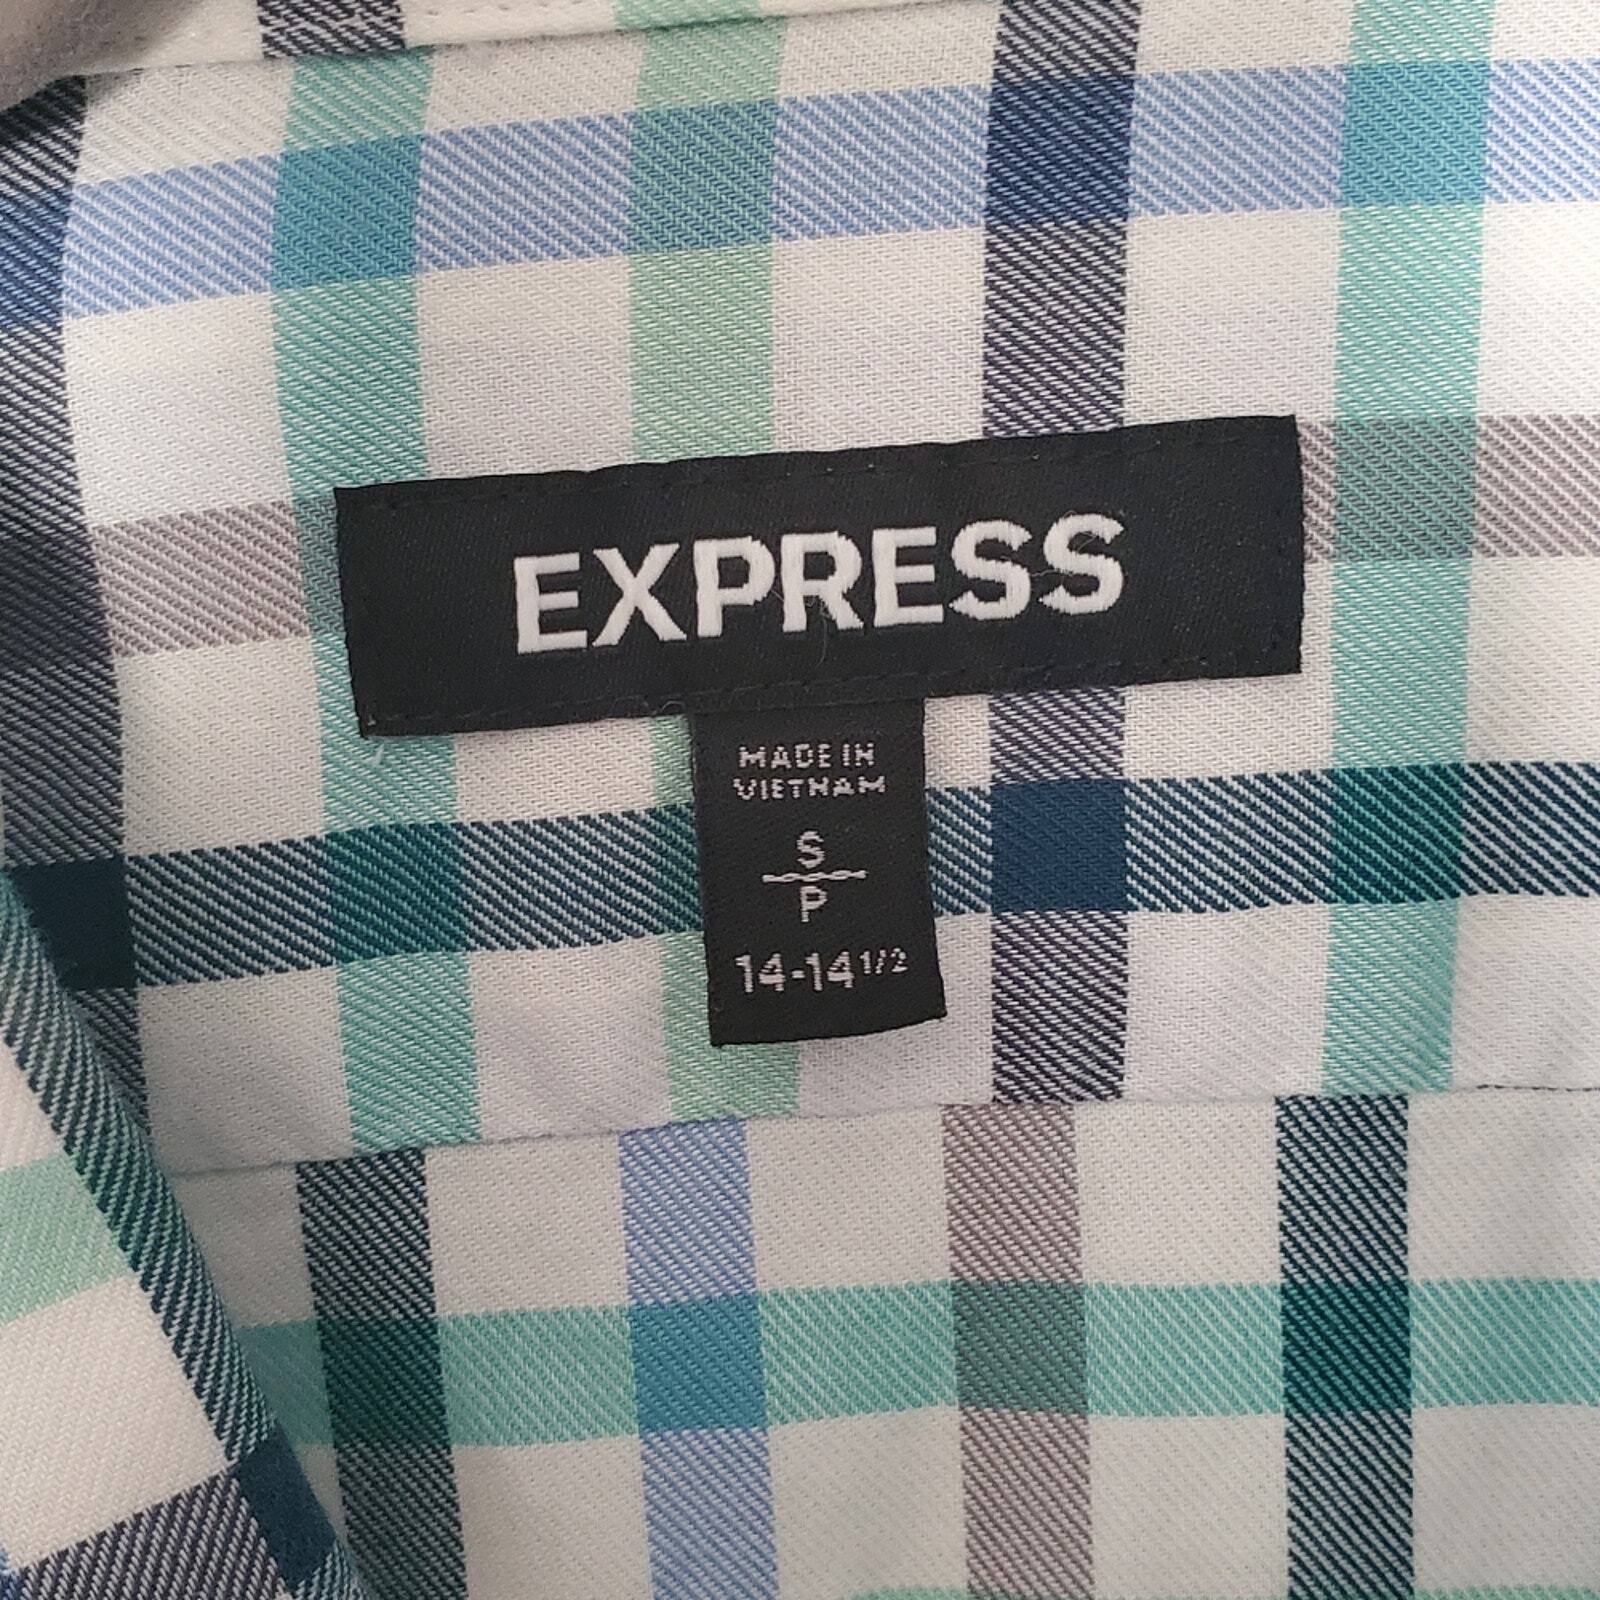 EXPRESS
MADE IN
VIETNAM
S
P
14-14 1/2